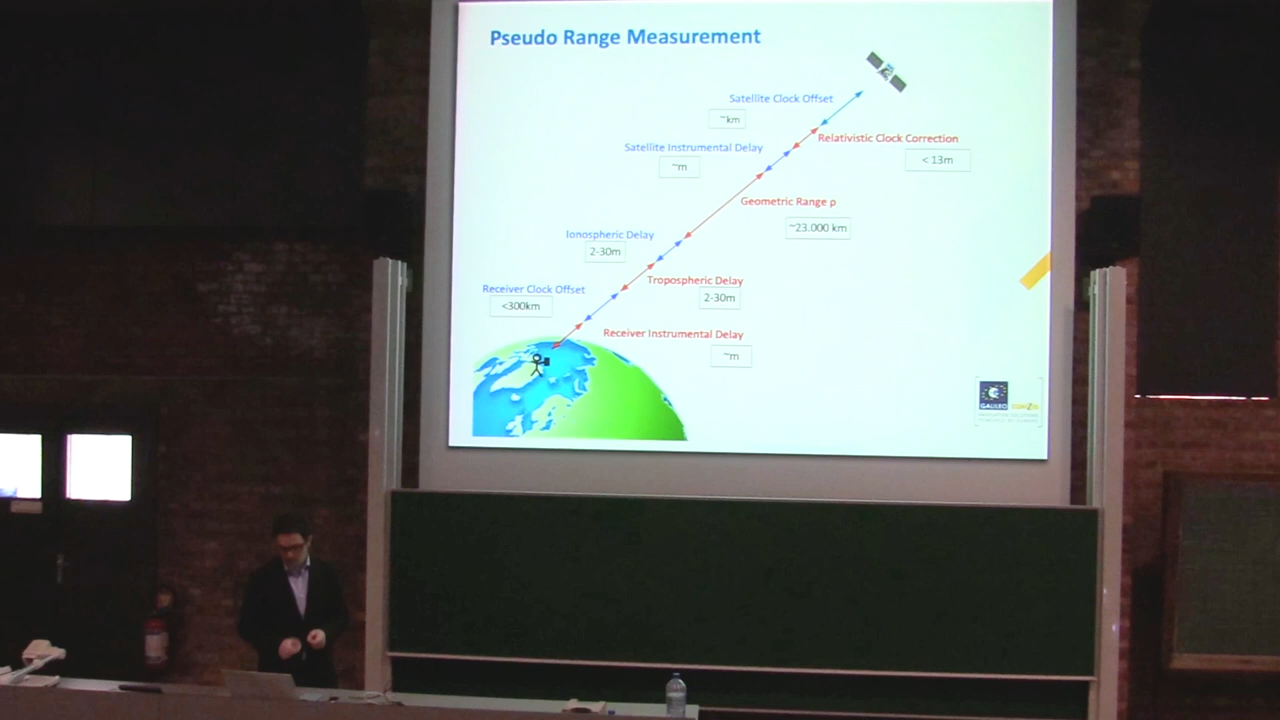 Pseudo Range Measurement
Satellite Clock Offset
~km
Relativistic Clock Correction
< 13m
Satellite Instrumental Delay
~m
Geometric Range ρ
~23.000 km
Ionospheric Delay
2-30m
Tropospheric Delay
2-30m
Receiver Clock Offset
<300km
Receiver Instrumental Delay
~m
GALILEO